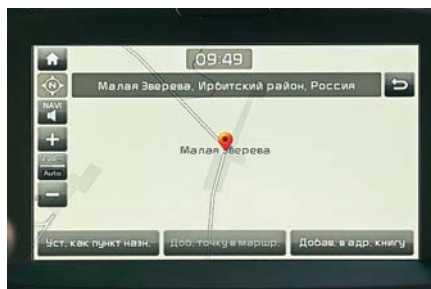 09:49
Малая Зверева, Ирбитский район, Россия
N
NAVI
Малая Зверева
Auto
Уст. как пункт назн.
Доб. точку в маршр.
Добав. в адр. книгу